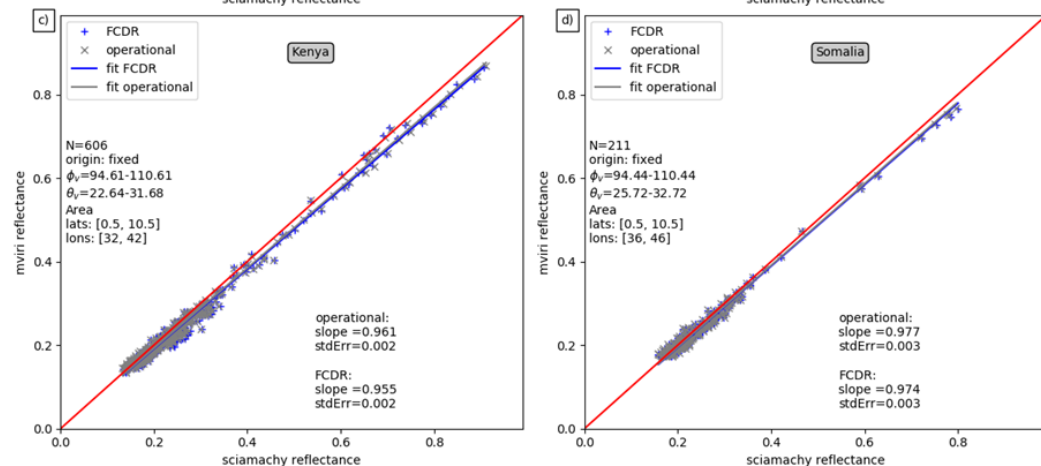 sciamachy reflectance
sciamachy reflectance
c)
FCDR
operational
fit FCDR
fit operational
Kenya
N=606
origin: fixed
ϕᵥ=94.61-110.61
θᵥ=22.64-31.68
Area
lats: [0.5, 10.5]
lons: [32, 42]
operational:
slope =0.961
stdErr=0.002
FCDR:
slope =0.955
stdErr=0.002
mviri reflectance
0.8
0.6
0.4
0.2
0.0
0.0
0.2
0.4
0.6
0.8
sciamachy reflectance
d)
FCDR
operational
fit FCDR
fit operational
Somalia
N=211
origin: fixed
ϕᵥ=94.44-110.44
θᵥ=25.72-32.72
Area
lats: [0.5, 10.5]
lons: [36, 46]
operational:
slope =0.977
stdErr=0.003
FCDR:
slope =0.974
stdErr=0.003
mviri reflectance
0.8
0.6
0.4
0.2
0.0
0.0
0.2
0.4
0.6
0.8
sciamachy reflectance